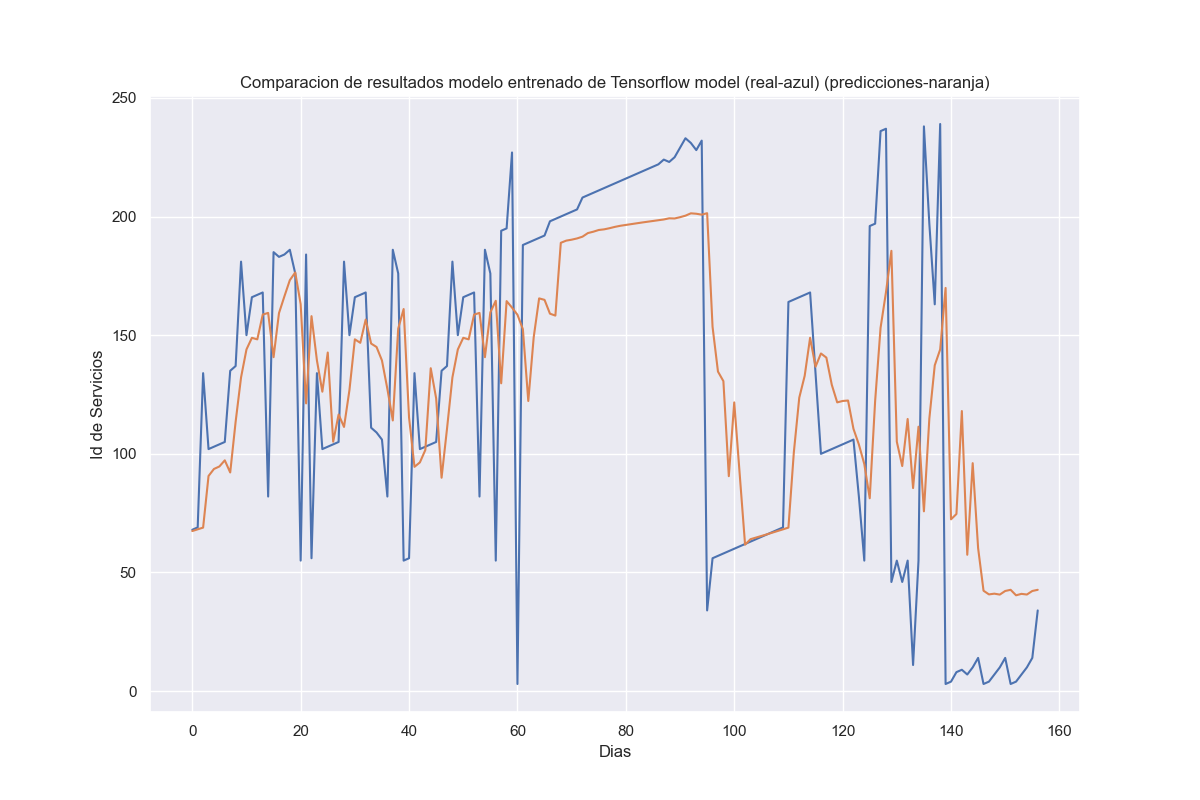 Comparacion de resultados modelo entrenado de Tensorflow model (real-azul) (predicciones-naranja)
250
200
150
100
50
0
Id de Servicios
0 20 40 60 80 100 120 140 160
Dias